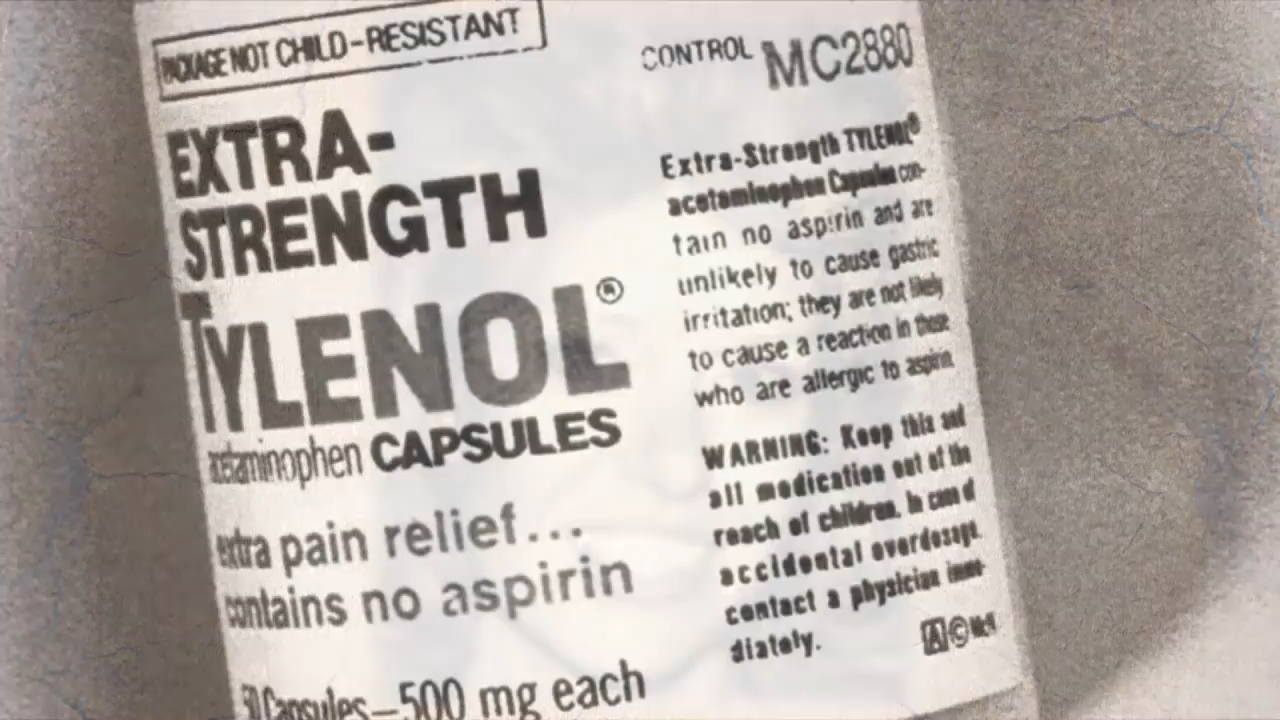 PACKAGE NOT CHILD-RESISTANT
EXTRA-
STRENGTH
TYLENOL®
acetaminophen CAPSULES
extra pain relief...
contains no aspirin
50 Capsules—500 mg each
CONTROL MC2880
Extra-Strength TYLENOL®
acetaminophen Capsules con-
tain no aspirin and are
unlikely to cause gastric
irritation; they are not likely
to cause a reaction in those
who are allergic to aspirin.
WARNING: Keep this and
all medication out of the
reach of children. In case of
accidental overdosage,
contact a physician imme-
diately.
©McN